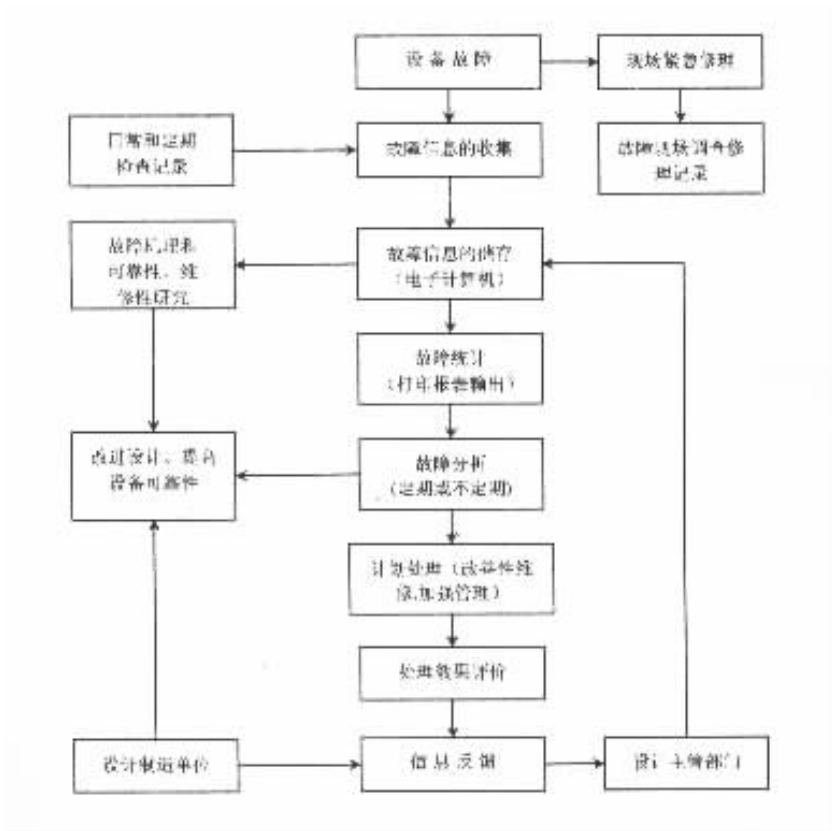 设备故障
现场紧急修理
日常和定期
检查记录
故障信息的收集
故障现场调查修
理记录
故障机理和
可靠性、维
修性研究
故障信息的储存
（电子计算机）
故障统计
（打印报表输出）
改进设计、提高
设备可靠性
故障分析
（定期或不定期）
计划处理（改善性维
修,加强管理）
处理效果评价
设计制造单位
信息反馈
设计主管部门